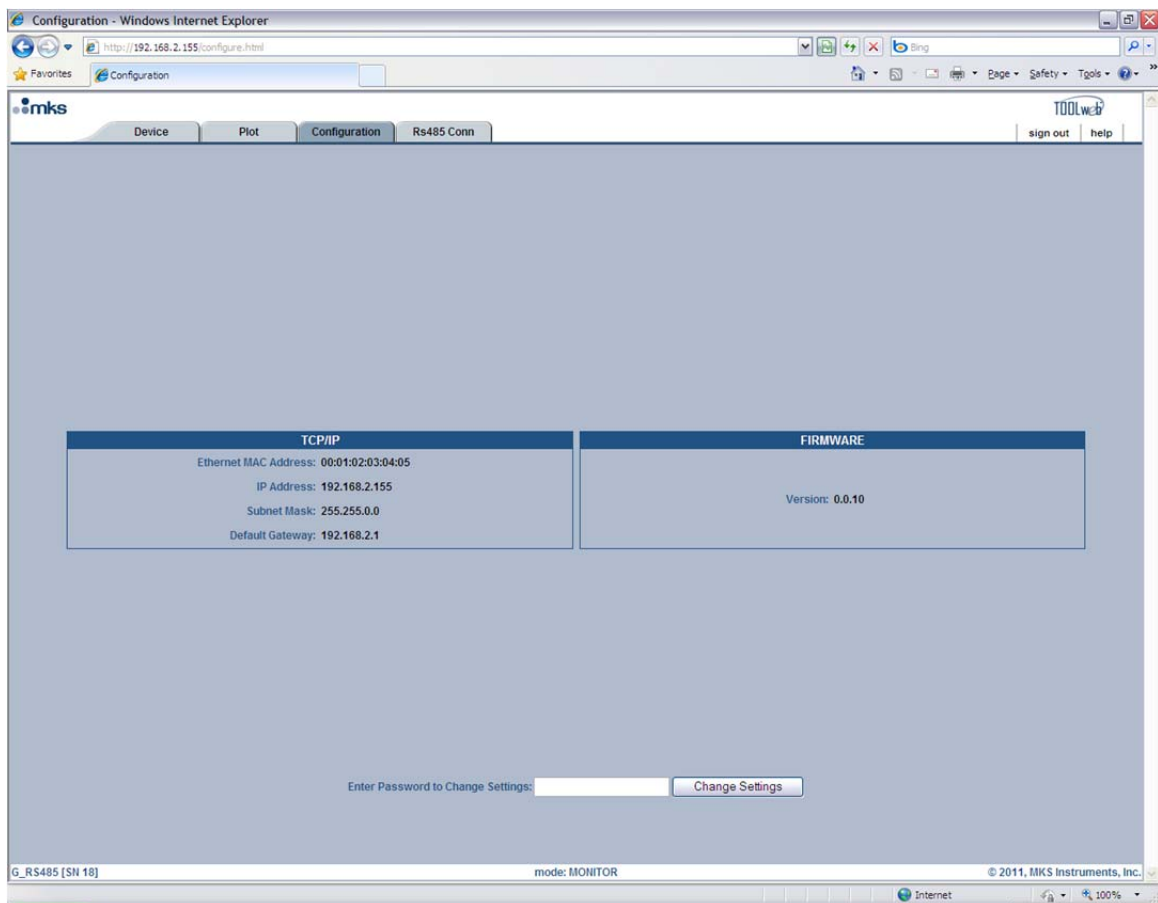 Configuration - Windows Internet Explorer
http://192.168.2.155/configure.html
Bing
Favorites Configuration Page Safety Tools »
mks TOOLweb
Device Plot Configuration Rs485 Conn sign out help
TCP/IP FIRMWARE
Ethernet MAC Address: 00:01:02:03:04:05
IP Address: 192.168.2.155
Version: 0.0.10
Subnet Mask: 255.255.0.0
Default Gateway: 192.168.2.1
Enter Password to Change Settings: Change Settings
G_RS485 [SN 18] mode: MONITOR © 2011, MKS Instruments, Inc.
Internet 100%